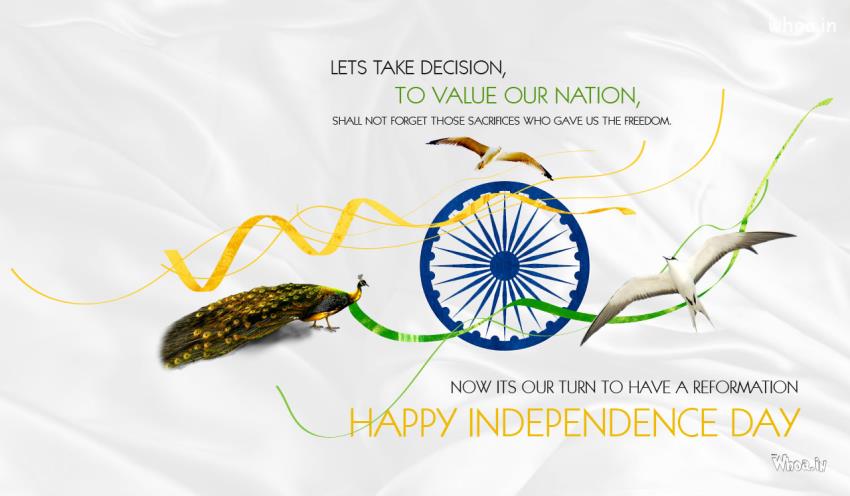 whoa.in
LETS TAKE DECISION,
TO VALUE OUR NATION,
SHALL NOT FORGET THOSE SACRIFICES WHO GAVE US THE FREEDOM.
NOW ITS OUR TURN TO HAVE A REFORMATION
HAPPY INDEPENDENCE DAY
Whoa.in